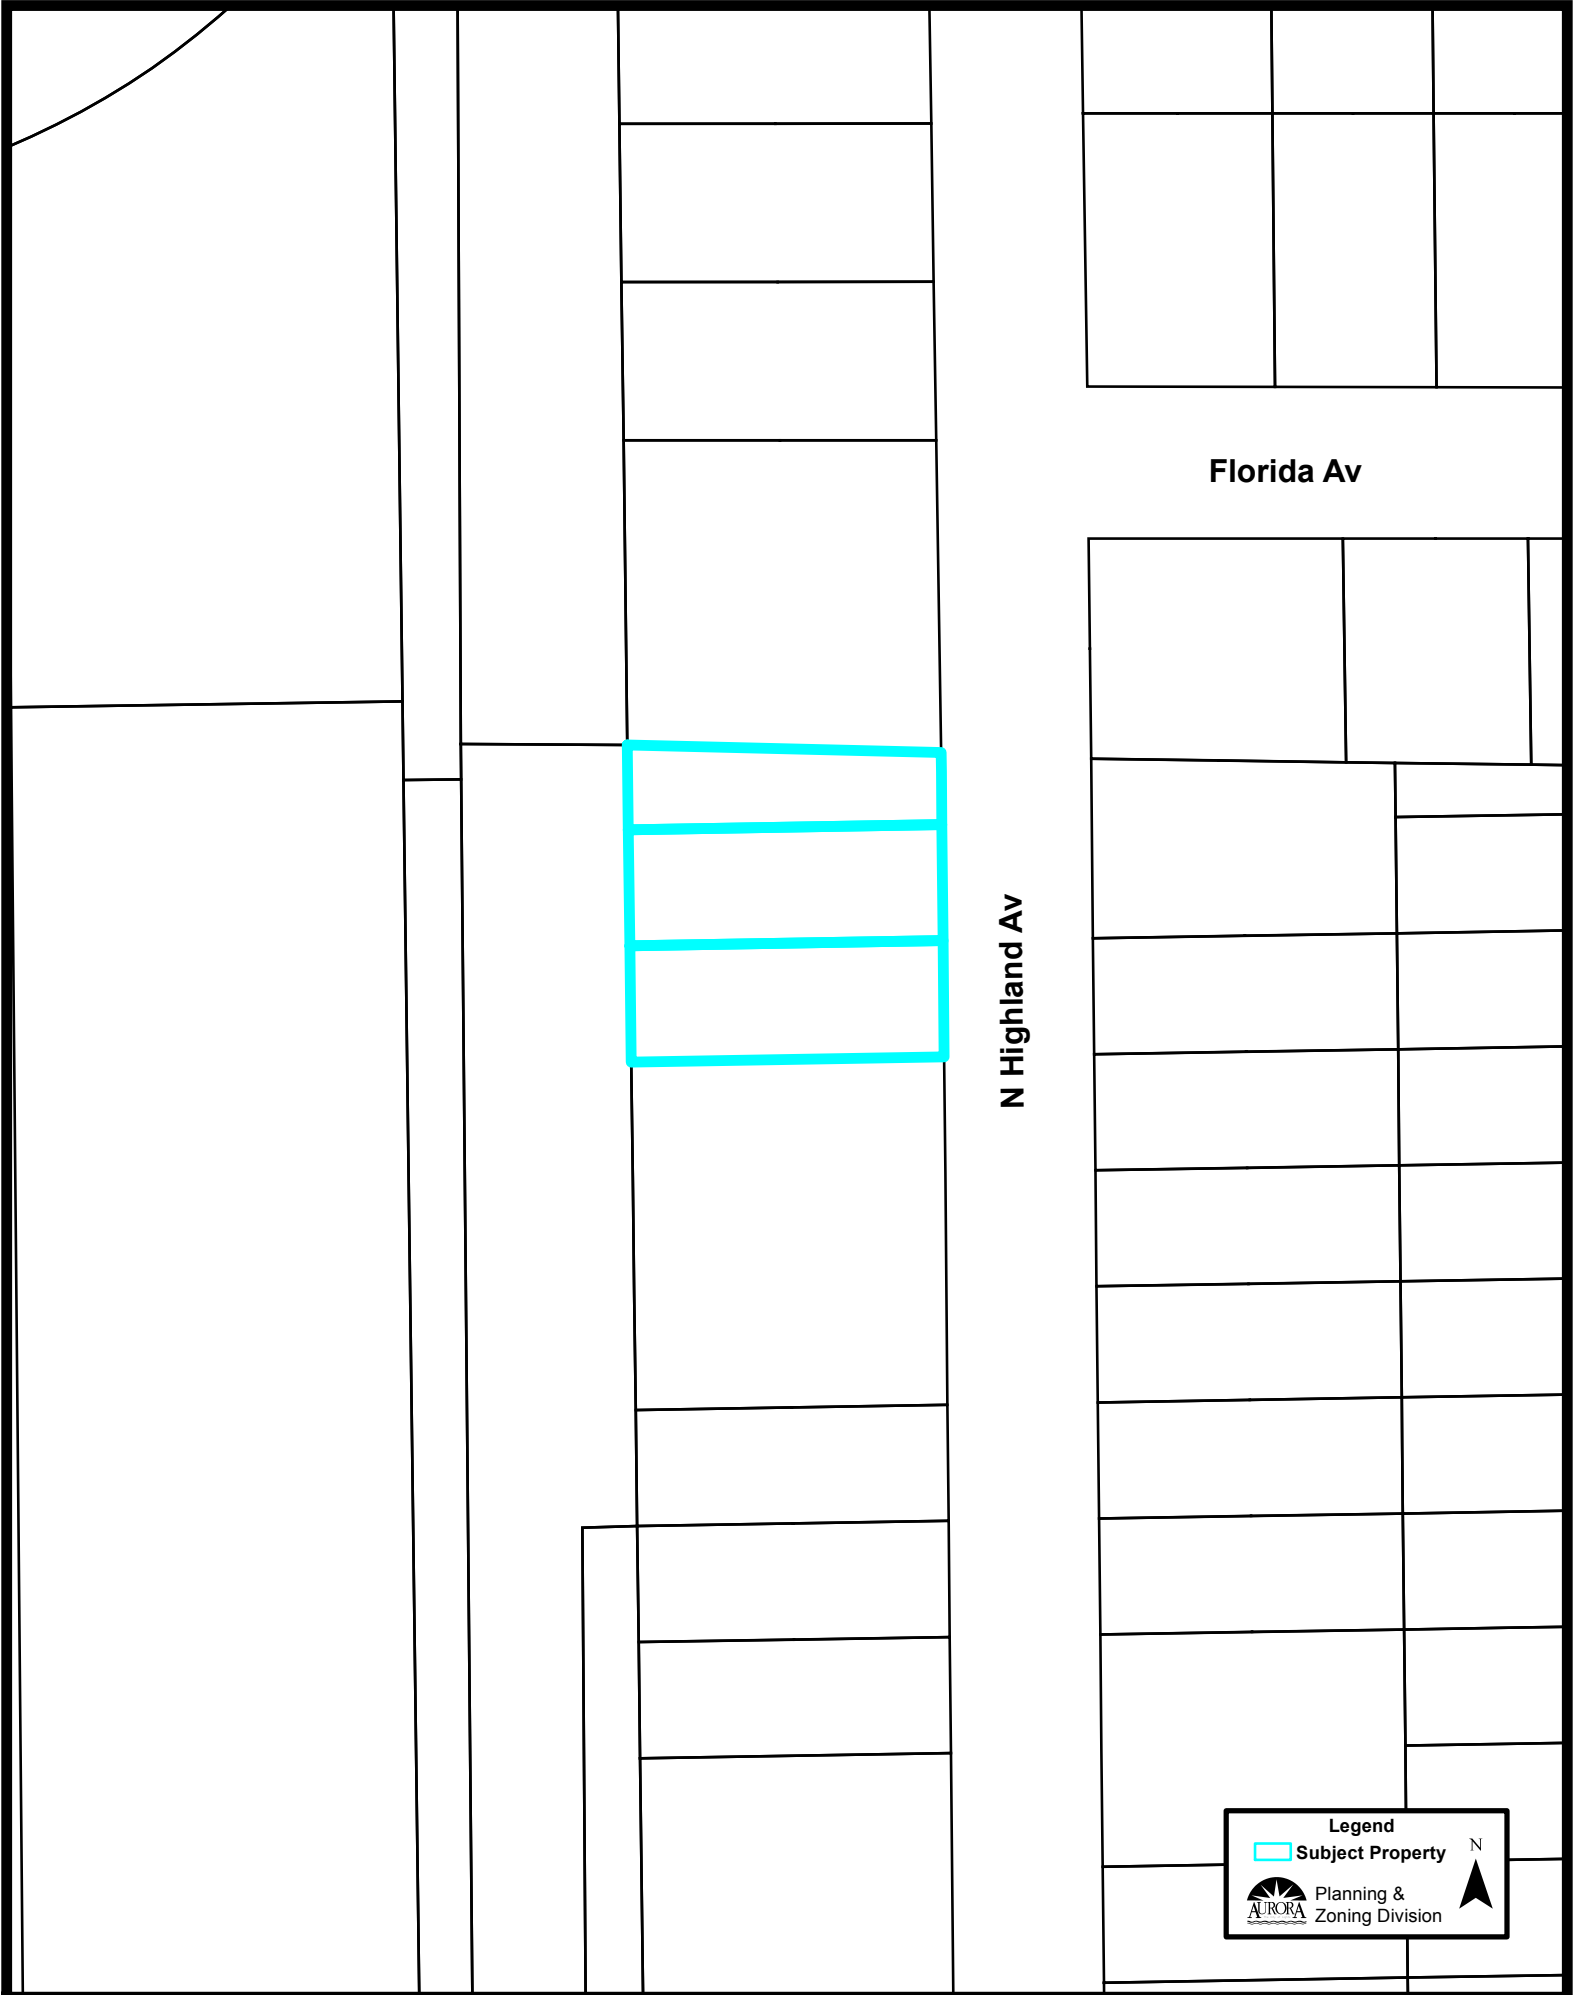 Florida Av
N Highland Av
Legend
Subject Property
N
AURORA
Planning &
Zoning Division